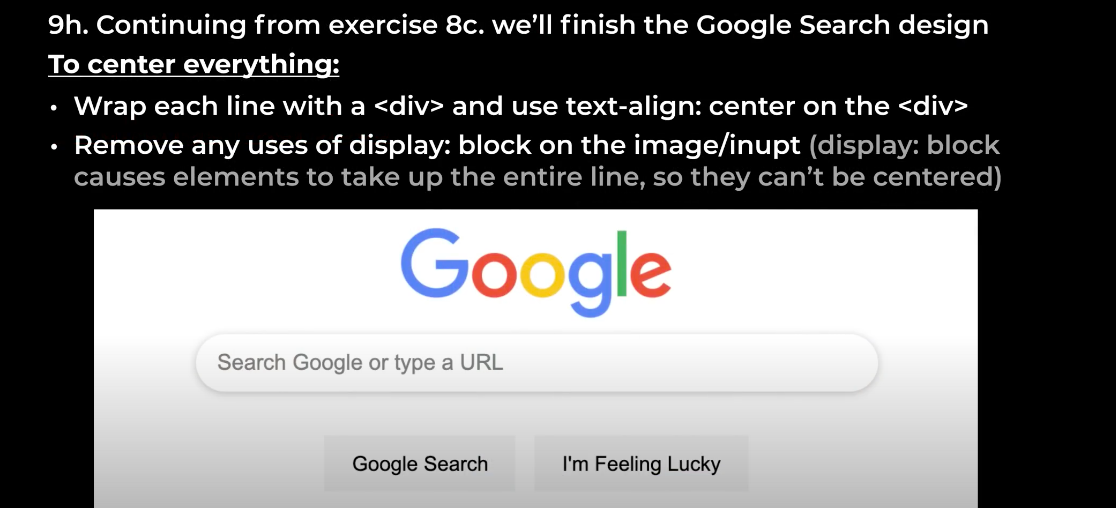 9h. Continuing from exercise 8c. we'll finish the Google Search design
To center everything:
• Wrap each line with a <div> and use text-align: center on the <div>
• Remove any uses of display: block on the image/inupt (display: block
causes elements to take up the entire line, so they can't be centered)
Google
Search Google or type a URL
Google Search I'm Feeling Lucky